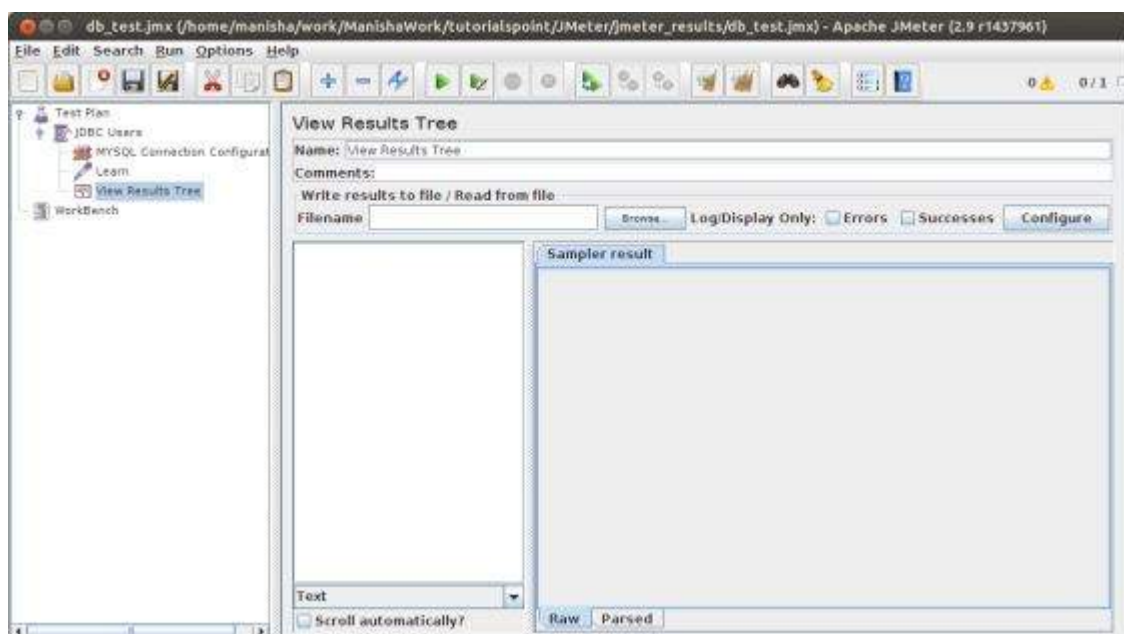 db_test.jmx (/home/manisha/work/ManishaWork/tutorialspoint/JMeter/jmeter_results/db_test.jmx) - Apache JMeter (2.9 r1437961)
File Edit Search Run Options Help
0 0 / 1
Test Plan
JDBC Users
MYSQL Connection Configurat
Learn
View Results Tree
WorkBench
View Results Tree
Name: View Results Tree
Comments:
Write results to file / Read from file
Filename Browse... Log/Display Only: Errors Successes Configure
Sampler result
Text
Scroll automatically?
Raw Parsed